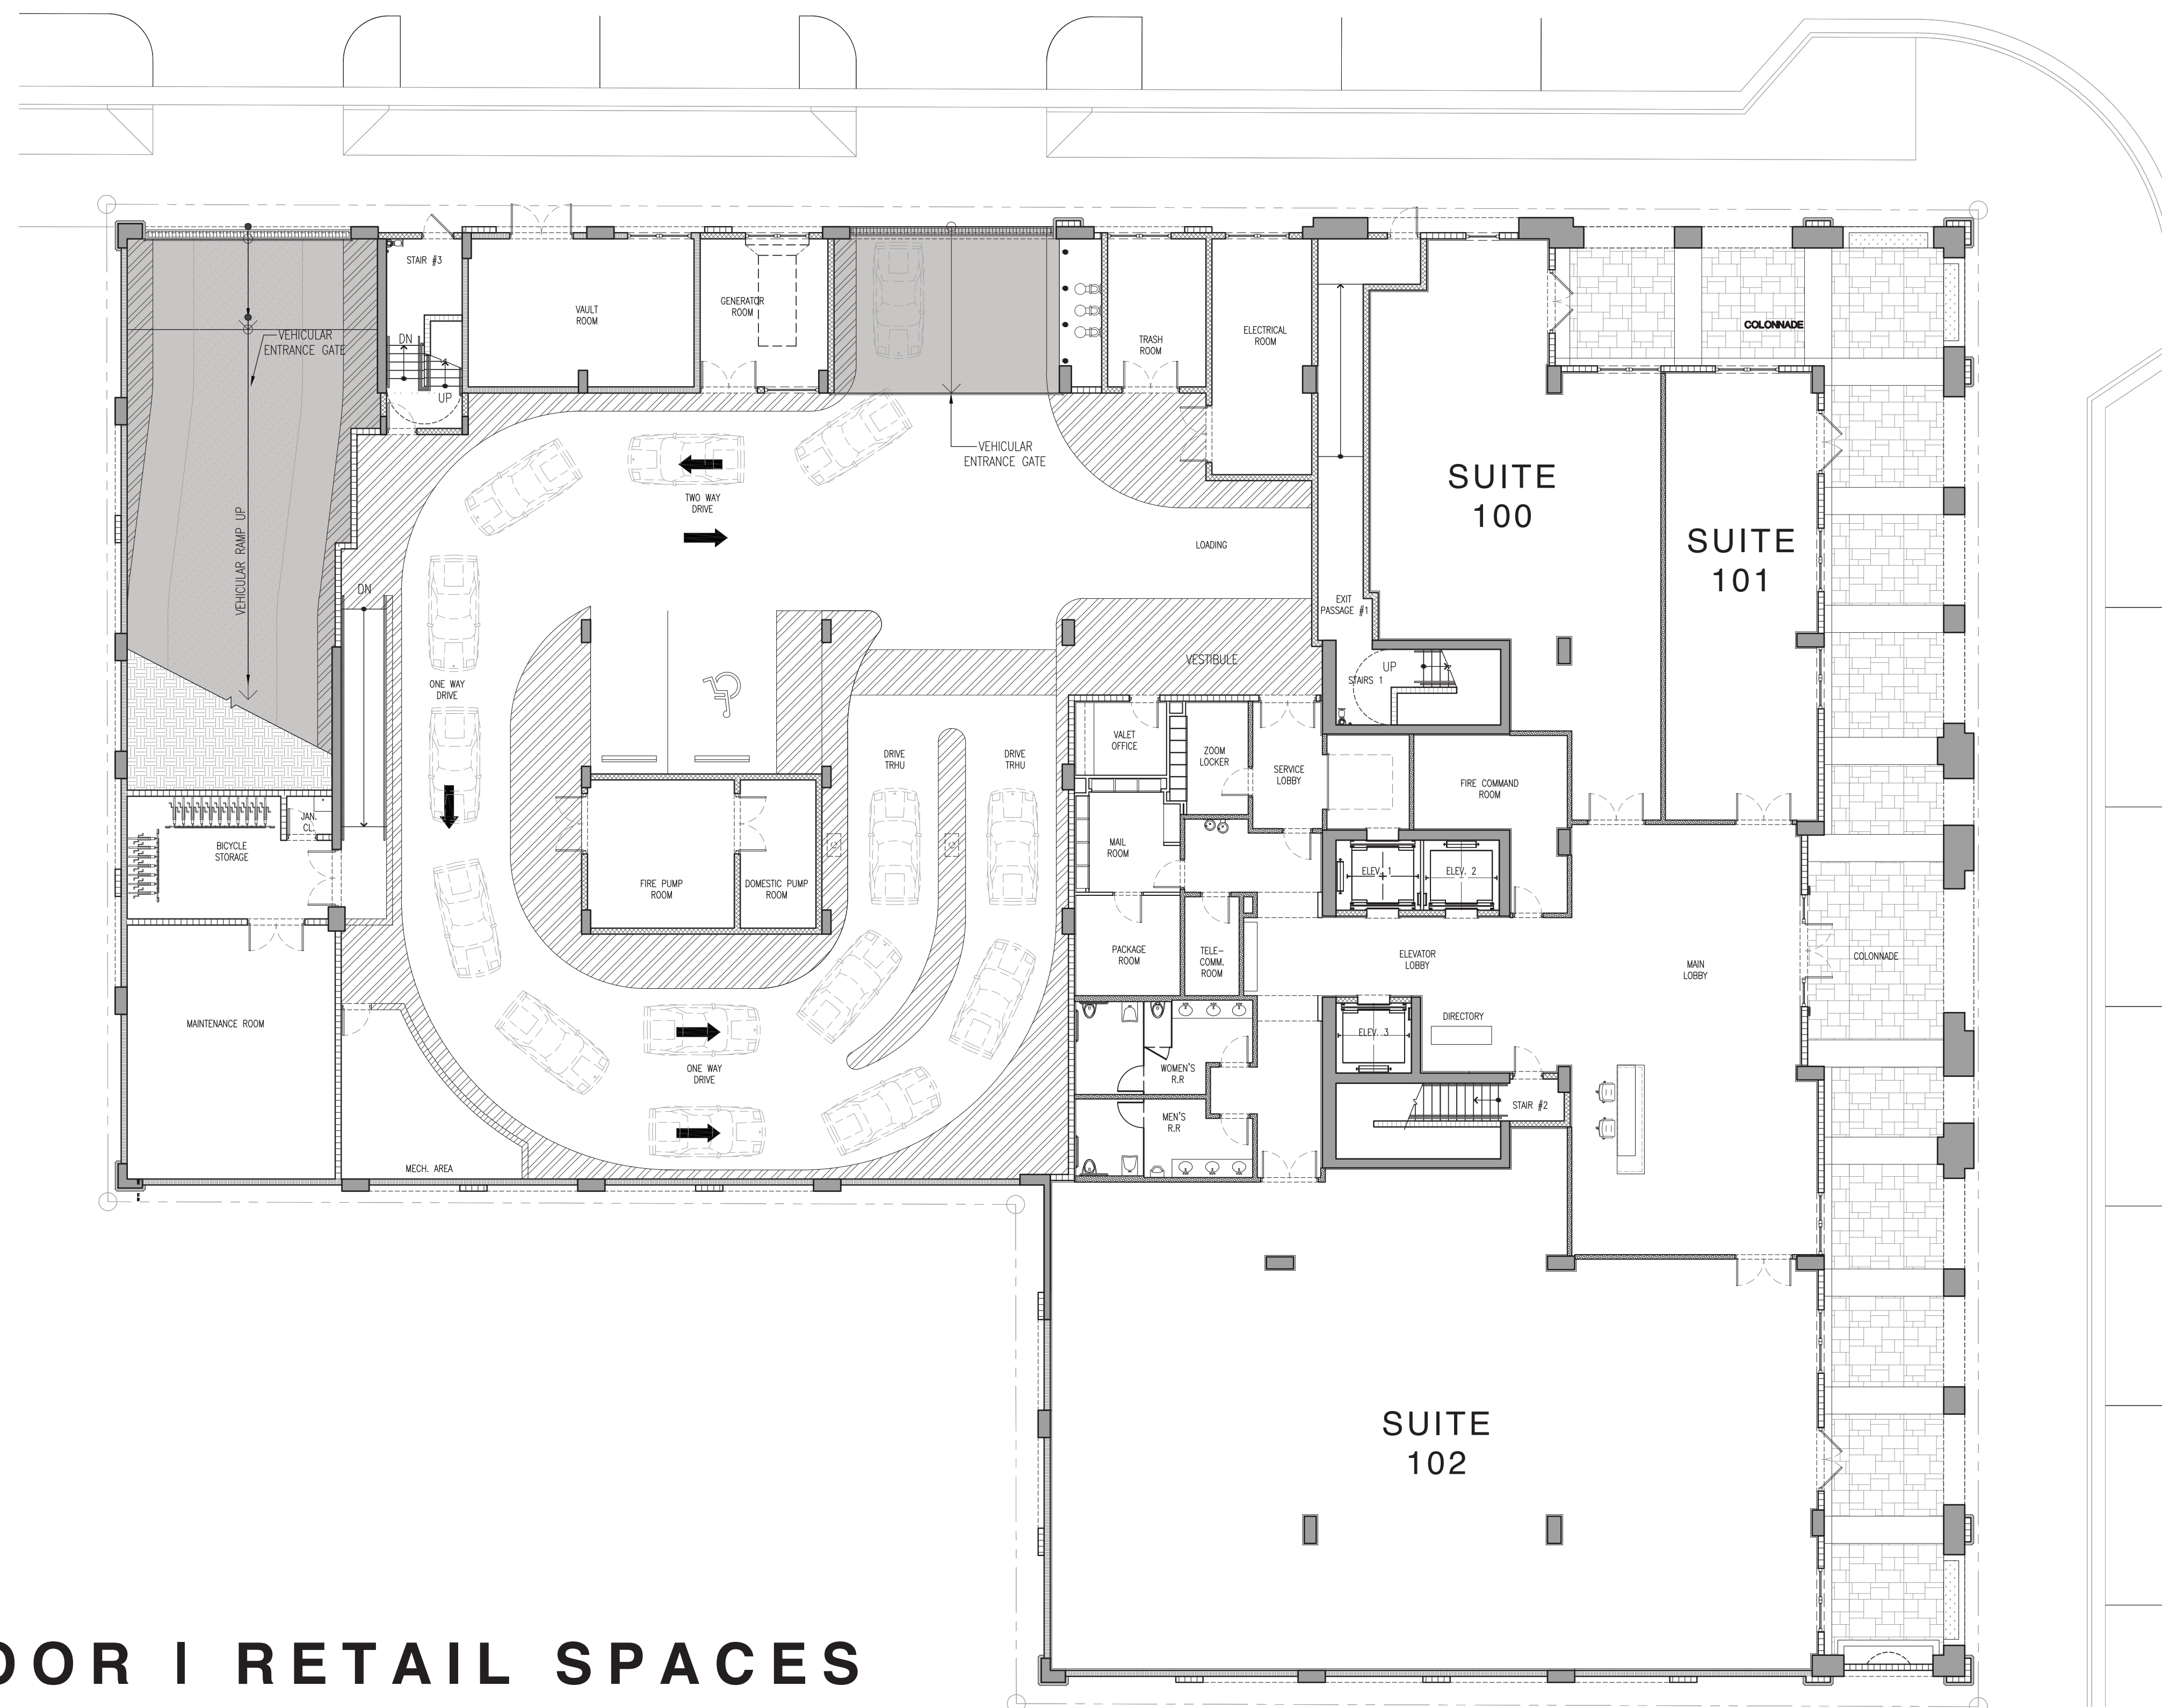 STAIR #3
VAULT
ROOM
GENERATOR
ROOM
VEHICULAR
ENTRANCE GATE
DN
UP
TRASH
ROOM
ELECTRICAL
ROOM
COLONNADE
VEHICULAR
ENTRANCE GATE
TWO WAY
DRIVE
SUITE
100
SUITE
101
LOADING
VEHICULAR RAMP UP
DN
EXIT
PASSAGE #1
VESTIBULE
UP
STAIRS 1
ONE WAY
DRIVE
VALET
OFFICE
ZOOM
LOCKER
DRIVE
TRHU
DRIVE
TRHU
SERVICE
LOBBY
FIRE COMMAND
ROOM
JAN.
CL.
BICYCLE
STORAGE
MAIL
ROOM
ELEV. 1
ELEV. 2
FIRE PUMP
ROOM
DOMESTIC PUMP
ROOM
PACKAGE
ROOM
TELE-
COMM.
ROOM
ELEVATOR
LOBBY
MAIN
LOBBY
COLONNADE
MAINTENANCE ROOM
DIRECTORY
ELEV. 3
ONE WAY
DRIVE
WOMEN'S
R.R
MEN'S
R.R
STAIR #2
MECH. AREA
SUITE
102
OOR | RETAIL SPACES